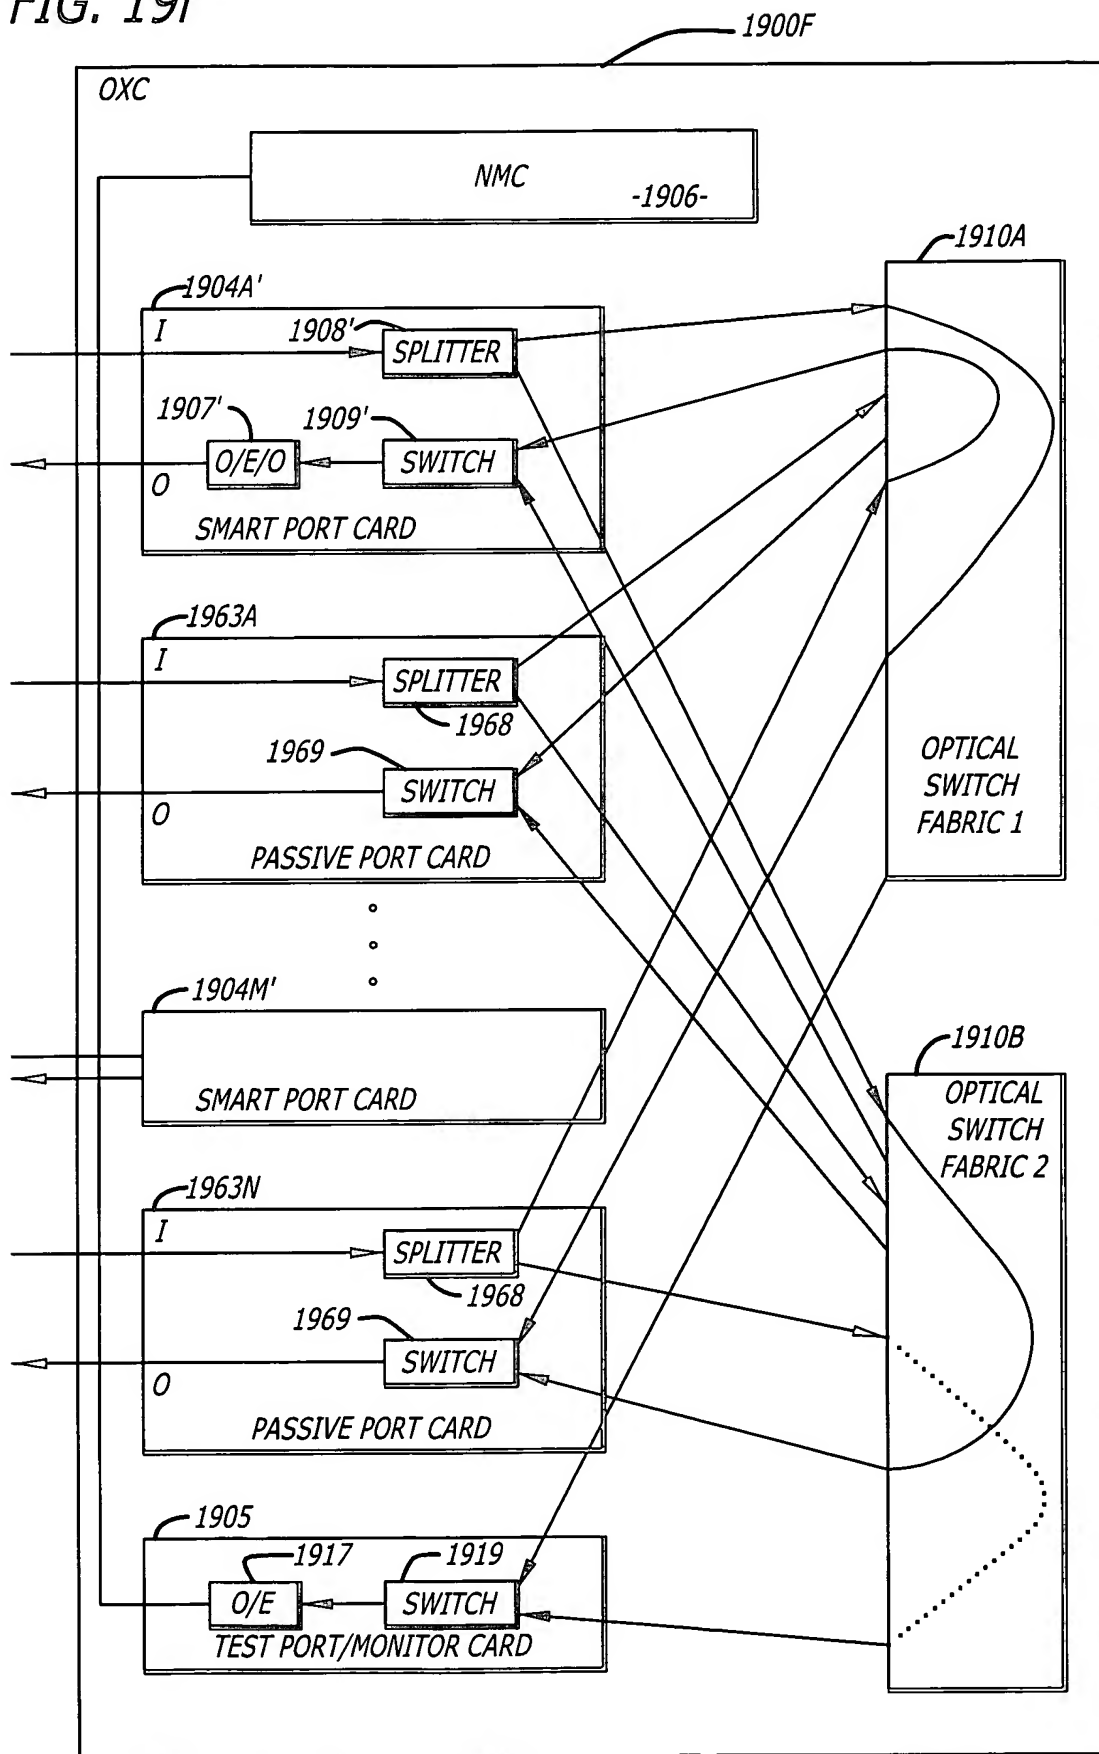 FIG. 19F
1900F
OXC
NMC
-1906-
1910A
1904A'
I
1908'
SPLITTER
1907'
1909'
O/E/O
SWITCH
O
SMART PORT CARD
1963A
I
SPLITTER
1968
1969
SWITCH
O
PASSIVE PORT CARD
OPTICAL
SWITCH
FABRIC 1
1904M'
SMART PORT CARD
1910B
OPTICAL
SWITCH
FABRIC 2
1963N
I
SPLITTER
1968
1969
SWITCH
O
PASSIVE PORT CARD
1905
1917
1919
O/E
SWITCH
TEST PORT/MONITOR CARD